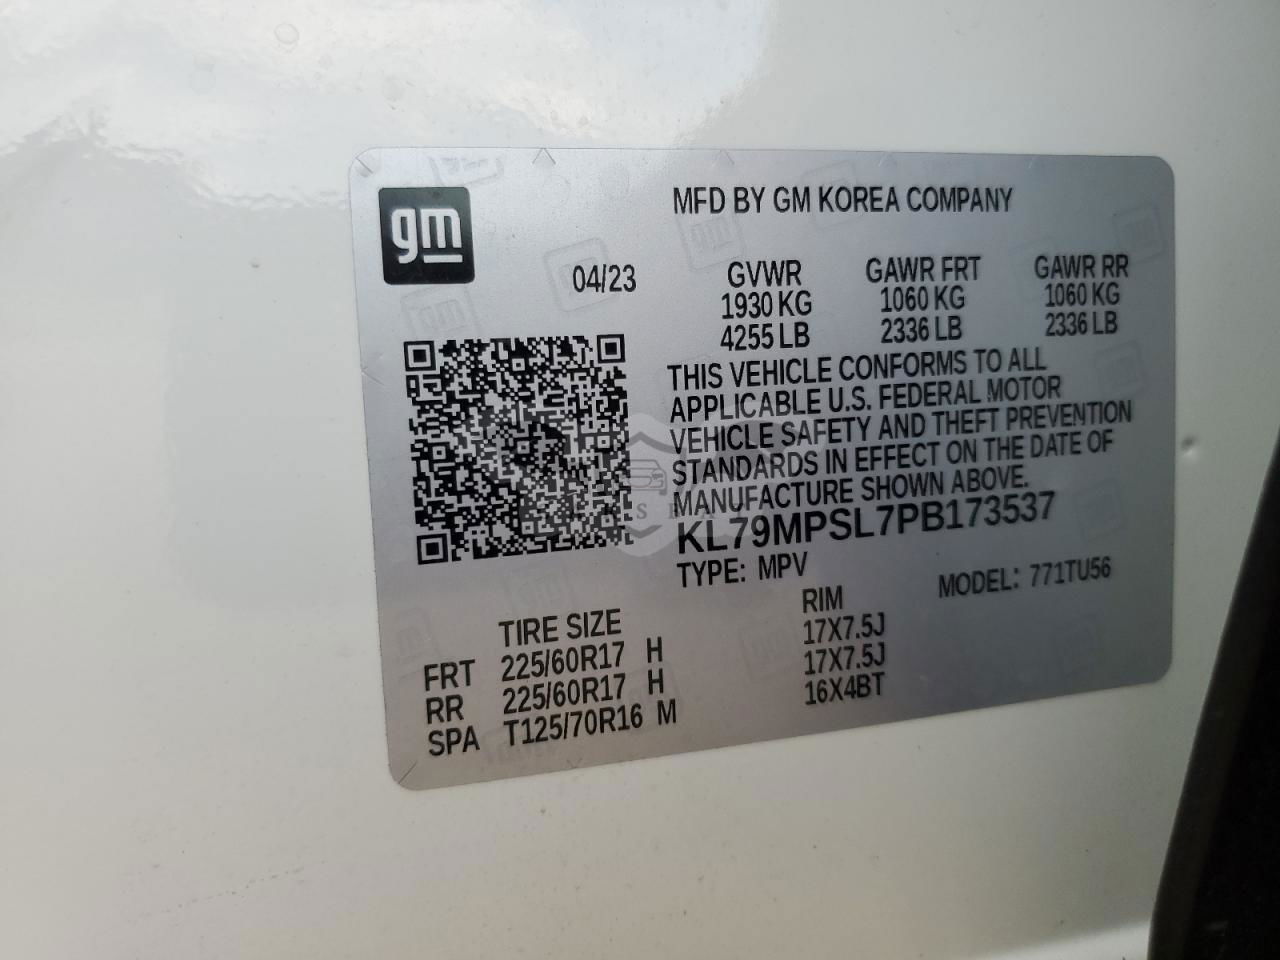 gm
MFD BY GM KOREA COMPANY
04/23
GVWR GAWR FRT GAWR RR
1930 KG 1060 KG 1060 KG
4255 LB 2336 LB 2336 LB
THIS VEHICLE CONFORMS TO ALL
APPLICABLE U.S. FEDERAL MOTOR
VEHICLE SAFETY AND THEFT PREVENTION
STANDARDS IN EFFECT ON THE DATE OF
MANUFACTURE SHOWN ABOVE.
KL79MPSL7PB173537
TYPE: MPV MODEL: 771TU56
TIRE SIZE RIM
FRT 225/60R17 H 17X7.5J
RR 225/60R17 H 17X7.5J
SPA T125/70R16 M 16X4BT